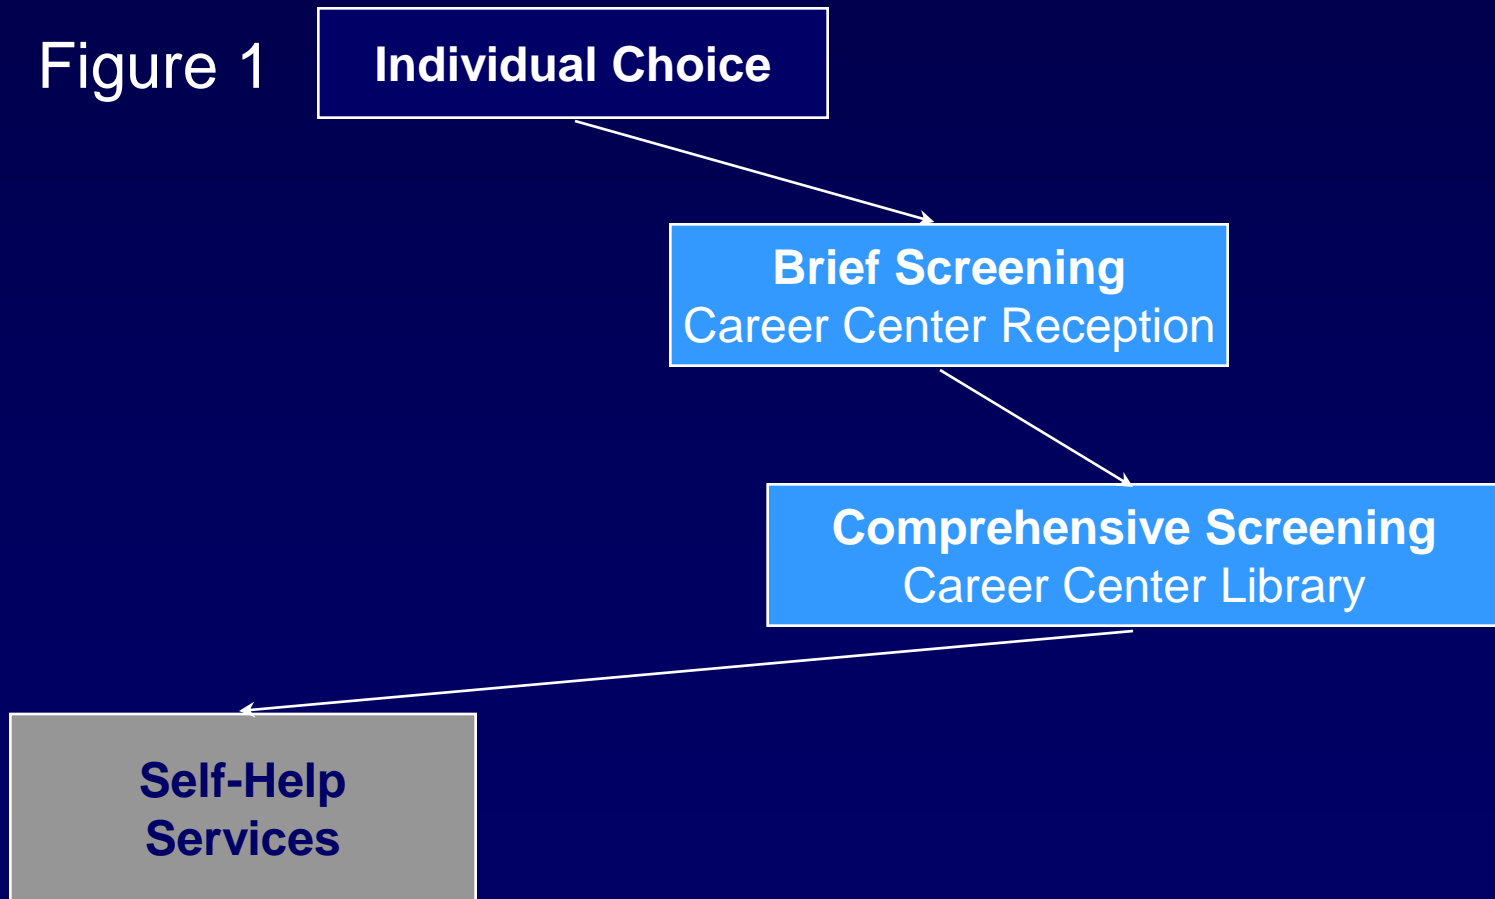 Figure 1
Individual Choice
Brief Screening
Career Center Reception
Comprehensive Screening
Career Center Library
Self-Help
Services